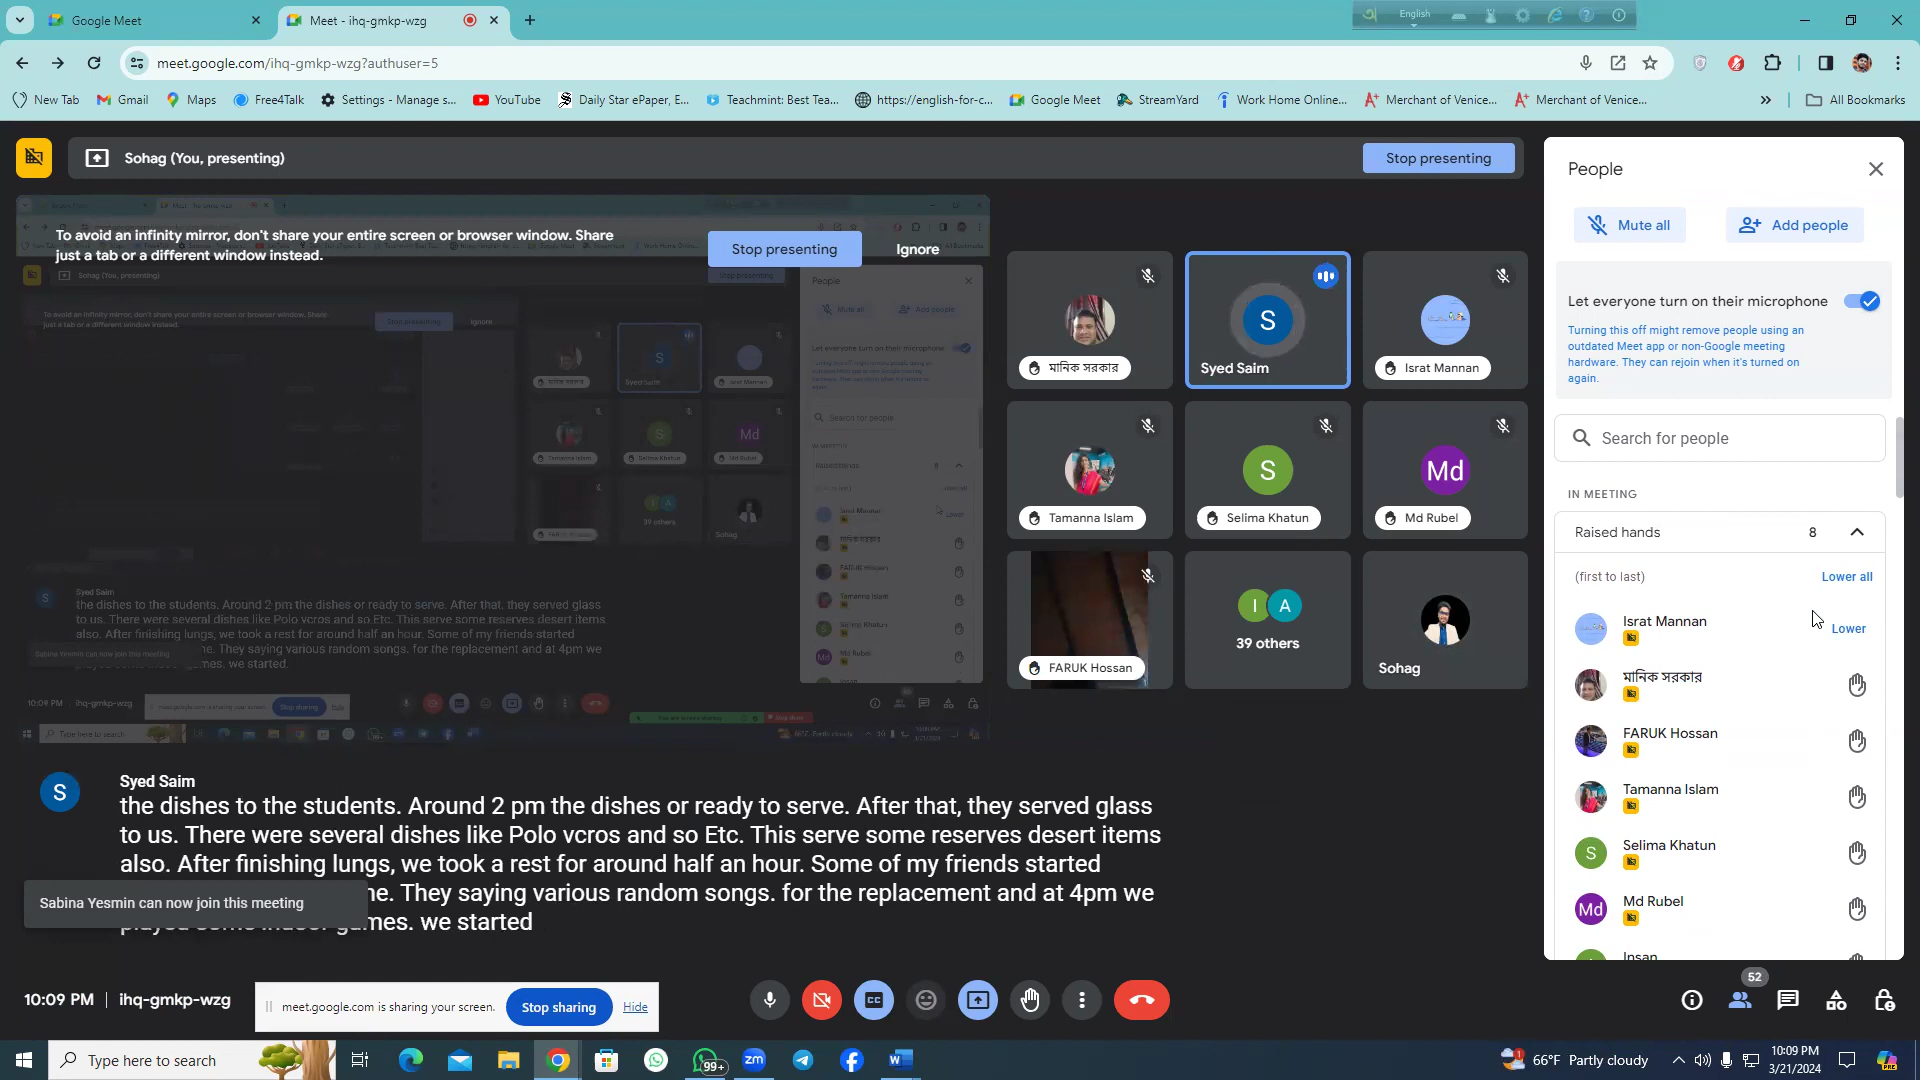 Google Meet
Meet - ihq-gmkp-wzg
English
meet.google.com/ihq-gmkp-wzg?authuser=5
New Tab
Gmail
Maps
Free4Talk
Settings - Manage s...
YouTube
Daily Star ePaper, E...
Teachmint: Best Tea...
https://english-for-c...
Google Meet
StreamYard
Work Home Online...
Merchant of Venice...
Merchant of Venice...
All Bookmarks
Sohag (You, presenting)
Stop presenting
To avoid an infinity mirror, don't share your entire screen or browser window. Share
just a tab or a different window instead.
Stop presenting
Ignore
মানিক সরকার
S
Syed Saim
Israt Mannan
Tamanna Islam
S
Selima Khatun
Md
Md Rubel
FARUK Hossan
I A
39 others
Sohag
People
Mute all
Add people
Let everyone turn on their microphone
Turning this off might remove people using an
outdated Meet app or non-Google meeting
hardware. They can rejoin when it's turned on
again.
Search for people
IN MEETING
Raised hands 8
(first to last)
Lower all
Israt Mannan
Lower
মানিক সরকার
FARUK Hossan
Tamanna Islam
S
Selima Khatun
Md
Md Rubel
Insan
S
Syed Saim
the dishes to the students. Around 2 pm the dishes or ready to serve. After that, they served glass
to us. There were several dishes like Polo vcros and so Etc. This serve some reserves desert items
also. After finishing lungs, we took a rest for around half an hour. Some of my friends started
ne. They saying various random songs. for the replacement and at 4pm we
played some indoor games. we started
Sabina Yesmin can now join this meeting
10:09 PM
ihq-gmkp-wzg
meet.google.com is sharing your screen.
Stop sharing
Hide
CC
52
Type here to search
99+
zm
66°F Partly cloudy
10:09 PM
3/21/2024